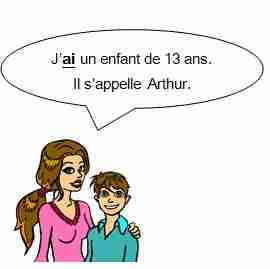 J'ai un enfant de 13 ans.
Il s'appelle Arthur.